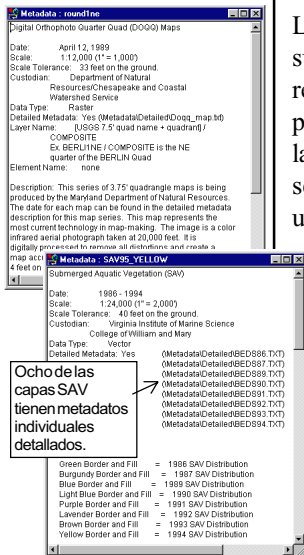 Metadata : round1ne
Digital Orthophoto Quarter Quad (DOQQ) Maps
Date: April 12, 1989
Scale: 1:12,000 (1" = 1,000')
Scale Tolerance: 33 feet on the ground.
Custodian: Department of Natural
Resources/Chesapeake and Coastal
Watershed Service
Data Type: Raster
Detailed Metadata: Yes (\Metadata\Detailed\Doqq_map.td)
Layer Name: [USGS 7.5' quad name + quadrant] /
COMPOSITE
Ex. BERLI1NE / COMPOSITE is the NE
quarter of the BERLIN Quad
Element Name: none
Description: This series of 3.75' quadrangle maps is being
produced by the Maryland Department of Natural Resources.
The date for each map can be found in the detailed metadata
description for this map series. This map represents the
most current technology in map-making. The image is a color
infrared aerial photograph taken at 20,000 feet. It is
digitally processed to remove all distortions and create a
map accu
4 feet on
Metadata : SAV95_YELLOW
Submerged Aquatic Vegetation (SAV)
Date: 1986 - 1994
Scale: 1:24,000 (1" = 2,000')
Scale Tolerance: 40 feet on the ground.
Custodian: Virginia Institute of Marine Science
College of William and Mary
Data Type: Vector
Detailed Metadata: Yes (\Metadata\Detailed\BEDS86.TXT)
(\Metadata\Detailed\BEDS87.TXT)
(\Metadata\Detailed\BEDS89.TXT)
(\Metadata\Detailed\BEDS90.TXT)
(\Metadata\Detailed\BEDS91.TXT)
(\Metadata\Detailed\BEDS92.TXT)
(\Metadata\Detailed\BEDS93.TXT)
(\Metadata\Detailed\BEDS94.TXT)
Ocho de las
capas SAV
tienen metadatos
individuales
detallados.
Green Border and Fill = 1986 SAV Distribution
Burgundy Border and Fill = 1987 SAV Distribution
Blue Border and Fill = 1989 SAV Distribution
Light Blue Border and Fill = 1990 SAV Distribution
Purple Border and Fill = 1991 SAV Distribution
Lavender Border and Fill = 1992 SAV Distribution
Brown Border and Fill = 1993 SAV Distribution
Yellow Border and Fill = 1994 SAV Distribution